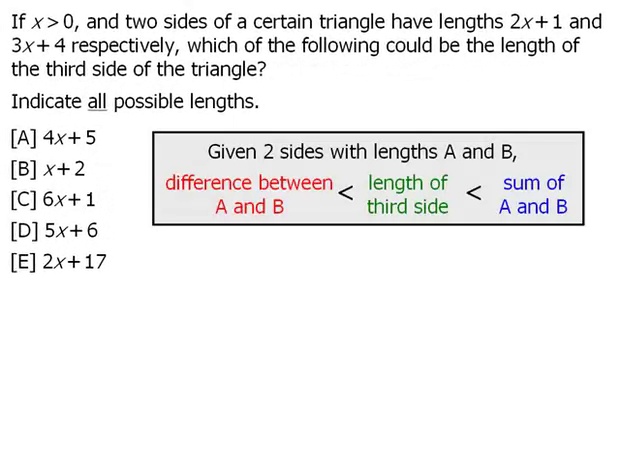 If x>0, and two sides of a certain triangle have lengths 2x+1 and
3x+4 respectively, which of the following could be the length of
the third side of the triangle?
Indicate all possible lengths.
[A] 4x+5
[B] x+2
[C] 6x+1
[D] 5x+6
[E] 2x+17
Given 2 sides with lengths A and B,
difference between A and B < length of third side < sum of A and B